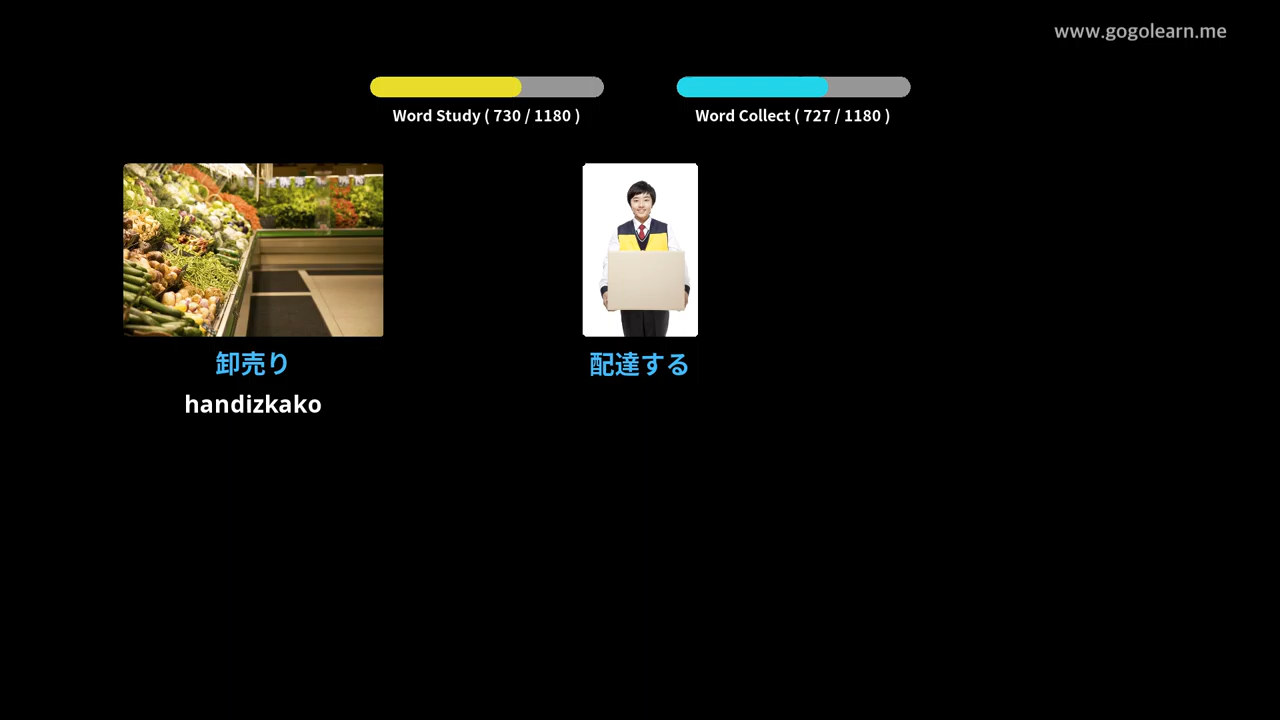 www.gogolearn.me
Word Study ( 730 / 1180 )
Word Collect ( 727 / 1180 )
卸売り
配達する
handizkako